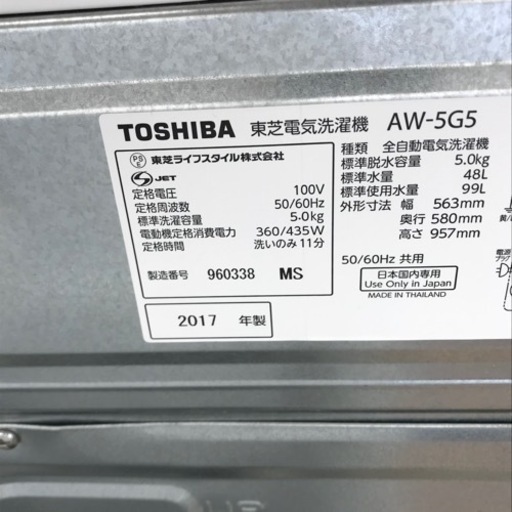 TOSHIBA 東芝電気洗濯機 AW-5G5
PS E 東芝ライフスタイル株式会社
S JET
定格電圧 100V
定格周波数 50/60Hz
標準洗濯容量 5.0kg
電動機定格消費電力 360/435W
定格時間 洗いのみ11分
製造番号 960338 MS
2017 年製
種類 全自動電気洗濯機
標準脱水容量 5.0kg
標準水量 48L
標準使用水量 99L
外形寸法 幅 563mm
奥行 580mm
高さ 957mm
50/60Hz 共用
日本国内専用
Use Only in Japan
MADE IN THAILAND
電源
プラグ